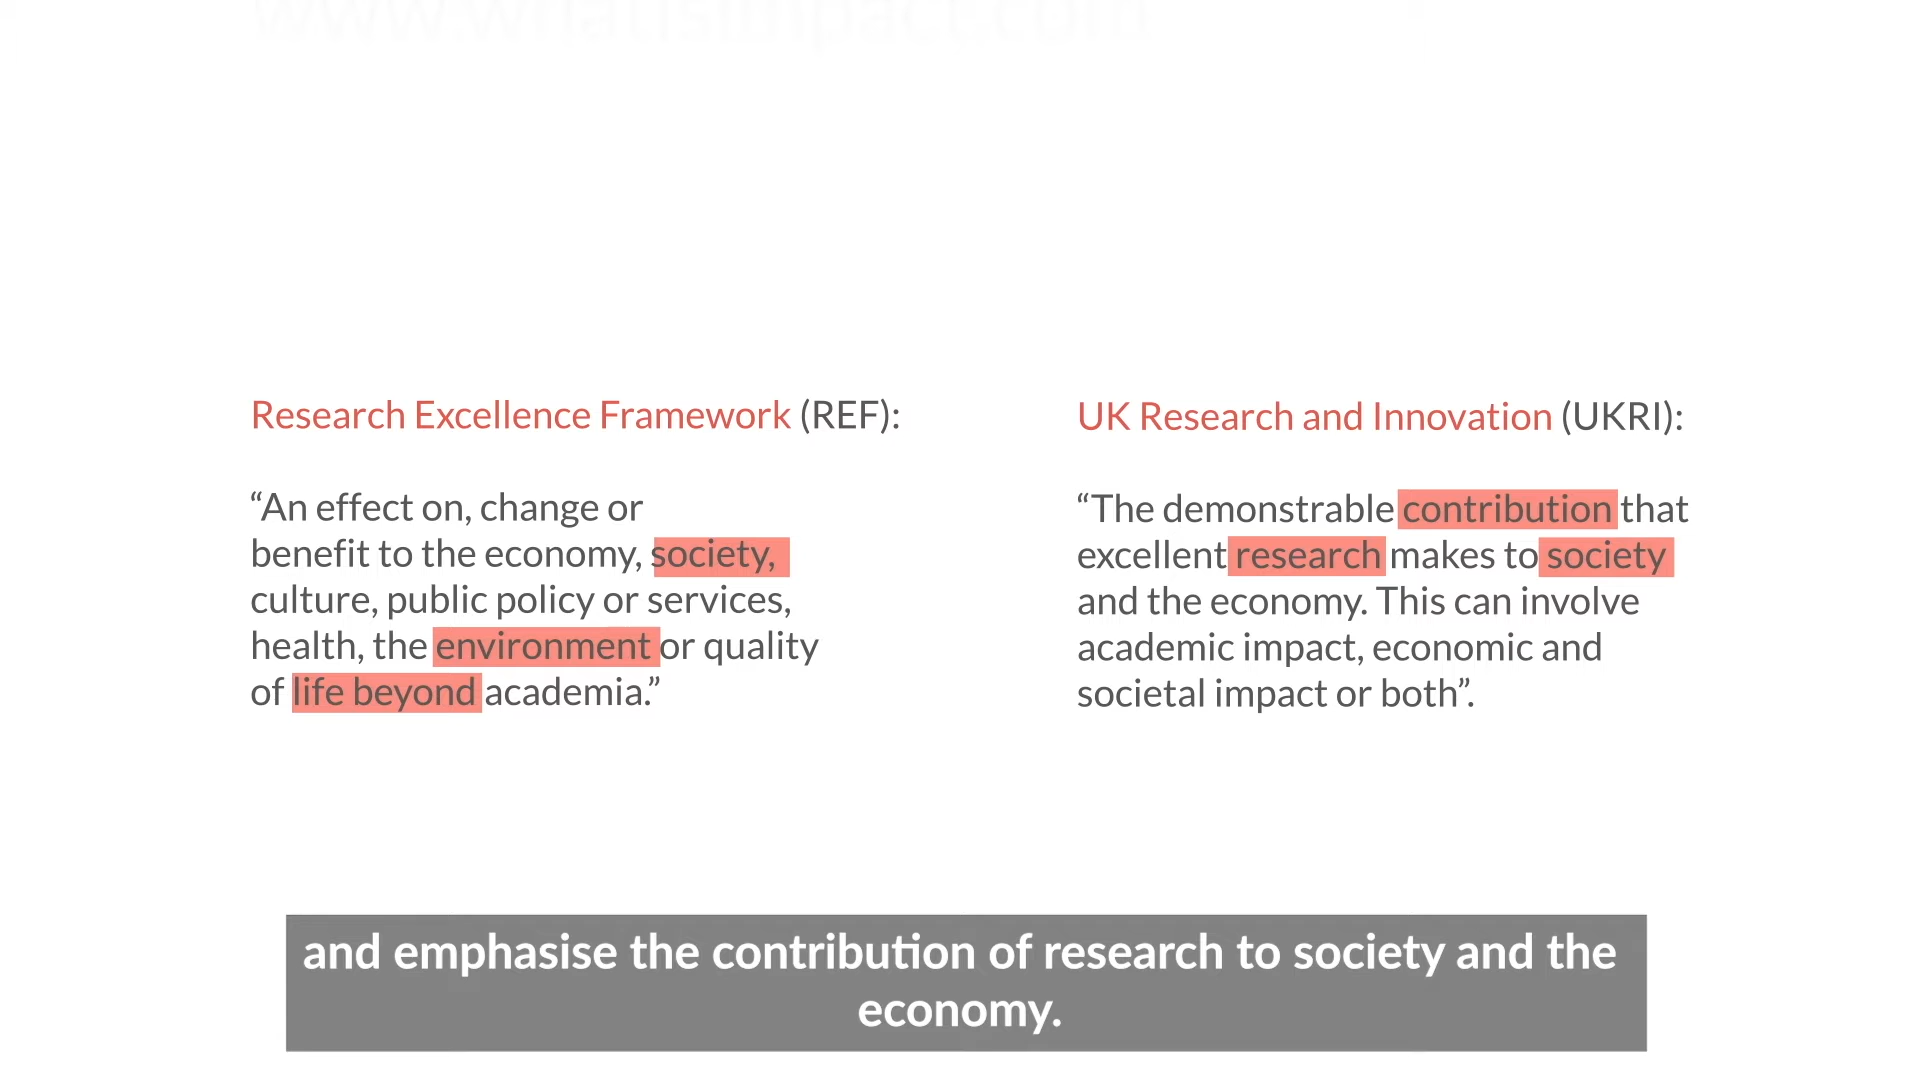 Research Excellence Framework (REF):
“An effect on, change or
benefit to the economy, society,
culture, public policy or services,
health, the environment or quality
of life beyond academia.”
UK Research and Innovation (UKRI):
“The demonstrable contribution that
excellent research makes to society
and the economy. This can involve
academic impact, economic and
societal impact or both”.
and emphasise the contribution of research to society and the
economy.